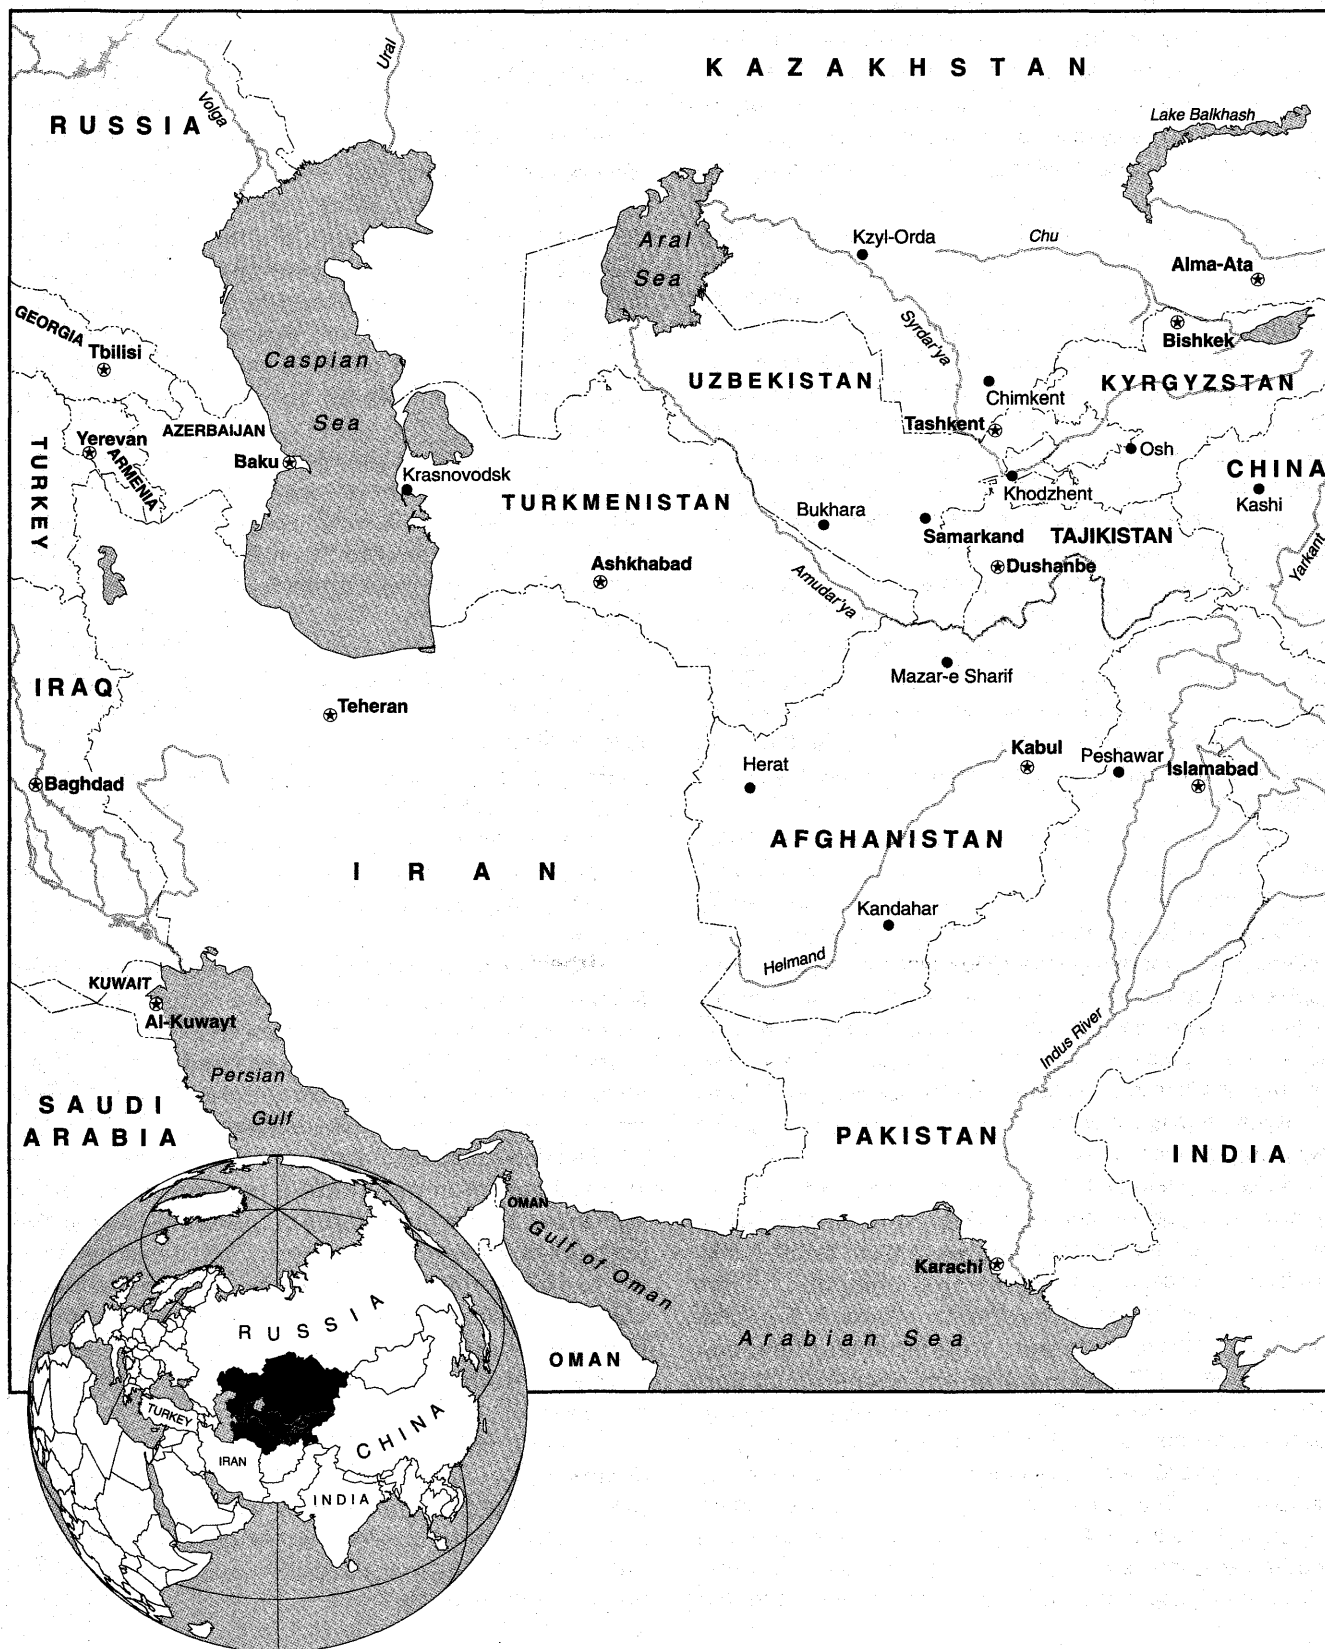 KAZAKHSTAN
Ural
Volga
RUSSIA
Lake Balkhash
Aral
Sea
Kzyl-Orda
Chu
Alma-Ata
GEORGIA
Tbilisi
Syrdar'ya
Bishkek
Caspian
Sea
UZBEKISTAN
KYRGYZSTAN
Chimkent
Tashkent
AZERBAIJAN
TURKEY
Yerevan
ARMENIA
Baku
Osh
CHINA
Krasnovodsk
Khodzhent
Kashi
TURKMENISTAN
Bukhara
Samarkand
TAJIKISTAN
Yarkant
Ashkhabad
Dushanbe
Amudar'ya
Mazar-e Sharif
IRAQ
Teheran
Kabul
Peshawar
Islamabad
Herat
Baghdad
AFGHANISTAN
IRAN
Kandahar
Helmand
KUWAIT
Al-Kuwayt
Indus River
Persian
Gulf
SAUDI
ARABIA
PAKISTAN
INDIA
OMAN
Gulf of Oman
Karachi
Arabian Sea
OMAN
RUSSIA
TURKEY
CHINA
IRAN
INDIA